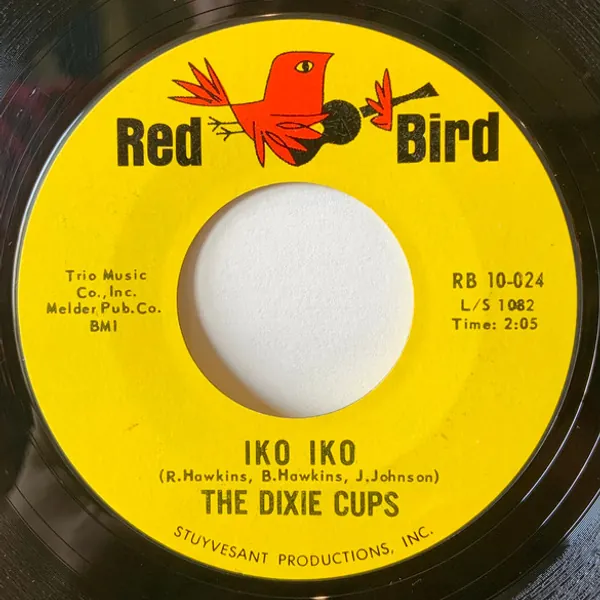 Red Bird
Trio Music
Co., Inc.
Melder Pub. Co.
BMI
RB 10-024
L/S 1082
Time: 2:05
IKO IKO
(R. Hawkins, B. Hawkins, J. Johnson)
THE DIXIE CUPS
STUYVESANT PRODUCTIONS, INC.